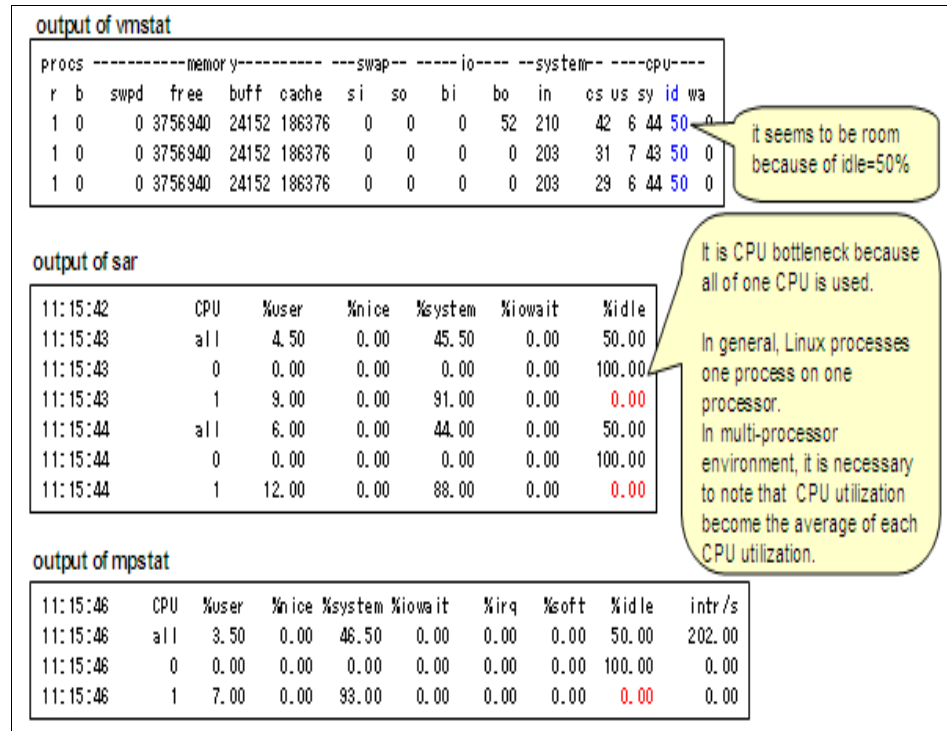 output of vmstat
procs -----------memory---------- ---swap-- -----io---- --system-- ----cpu----
r b swpd free buff cache si so bi bo in cs us sy id wa
1 0 0 3756940 24152 186376 0 0 0 52 210 42 6 44 50 0
1 0 0 3756940 24152 186376 0 0 0 0 203 31 7 43 50 0
1 0 0 3756940 24152 186376 0 0 0 0 203 29 6 44 50 0
it seems to be room
because of idle=50%
output of sar
11:15:42 CPU %user %nice %system %iowait %idle
11:15:43 all 4.50 0.00 45.50 0.00 50.00
11:15:43 0 0.00 0.00 0.00 0.00 100.00
11:15:43 1 9.00 0.00 91.00 0.00 0.00
11:15:44 all 6.00 0.00 44.00 0.00 50.00
11:15:44 0 0.00 0.00 0.00 0.00 100.00
11:15:44 1 12.00 0.00 88.00 0.00 0.00
It is CPU bottleneck because
all of one CPU is used.
In general, Linux processes
one process on one
processor.
In multi-processor
environment, it is necessary
to note that CPU utilization
become the average of each
CPU utilization.
output of mpstat
11:15:46 CPU %user %nice %system %iowait %irq %soft %idle intr/s
11:15:46 all 3.50 0.00 46.50 0.00 0.00 0.00 50.00 202.00
11:15:46 0 0.00 0.00 0.00 0.00 0.00 0.00 100.00 0.00
11:15:46 1 7.00 0.00 93.00 0.00 0.00 0.00 0.00 0.00